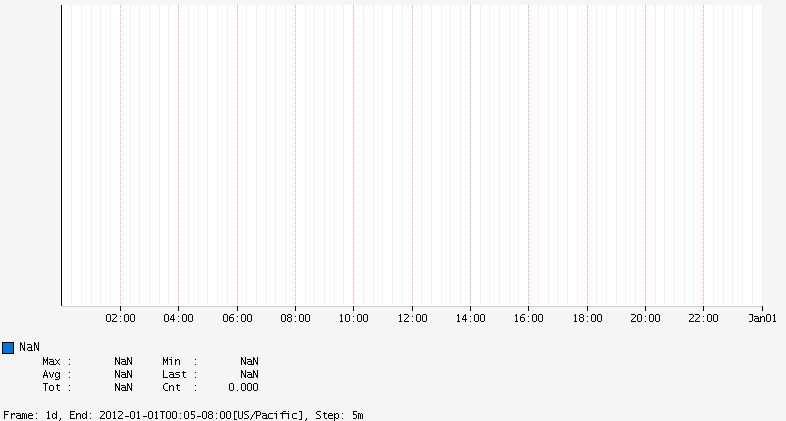 02:00 04:00 06:00 08:00 10:00 12:00 14:00 16:00 18:00 20:00 22:00 Jan01
NaN
Max : NaN Min : NaN
Avg : NaN Last : NaN
Tot : NaN Cnt : 0.000
Frame: 1d, End: 2012-01-01T00:05-08:00[US/Pacific], Step: 5m